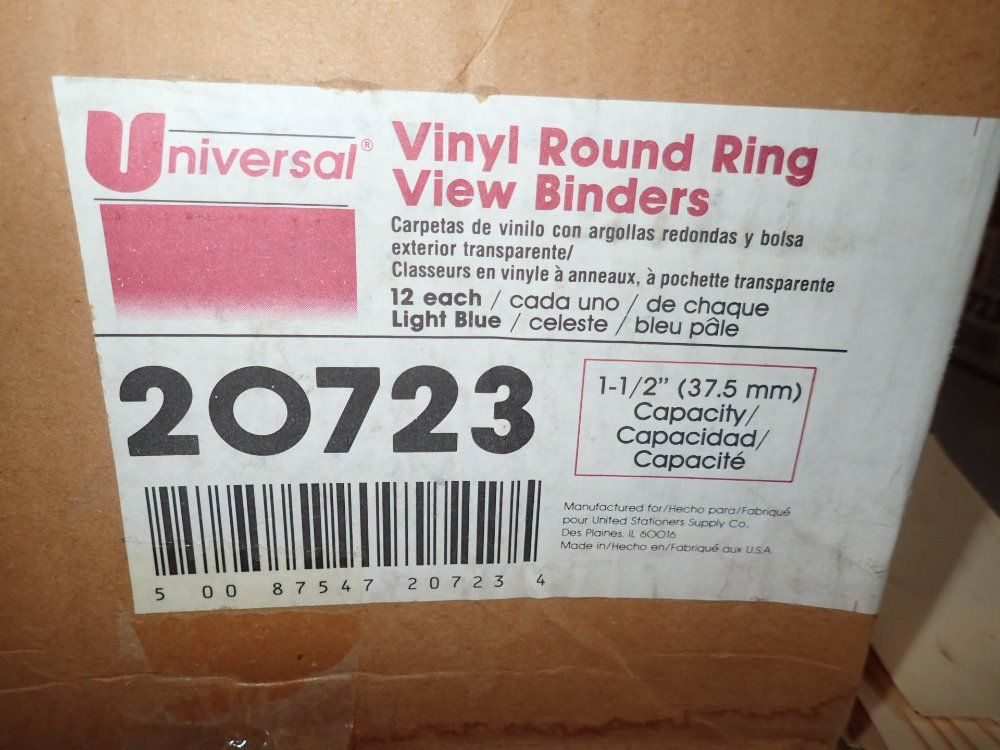 Universal®
Vinyl Round Ring
View Binders
Carpetas de vinilo con argollas redondas y bolsa
exterior transparente/
Classeurs en vinyle à anneaux, à pochette transparente
12 each / cada uno / de chaque
Light Blue / celeste / bleu pâle
20723
1-1/2" (37.5 mm)
Capacity/
Capacidad/
Capacité
Manufactured for/Hecho para/Fabriqué
pour United Stationers Supply Co.
Des Plaines, IL 60016
Made in/Hecho en/Fabriqué aux U.S.A.
5 00 87547 20723 4